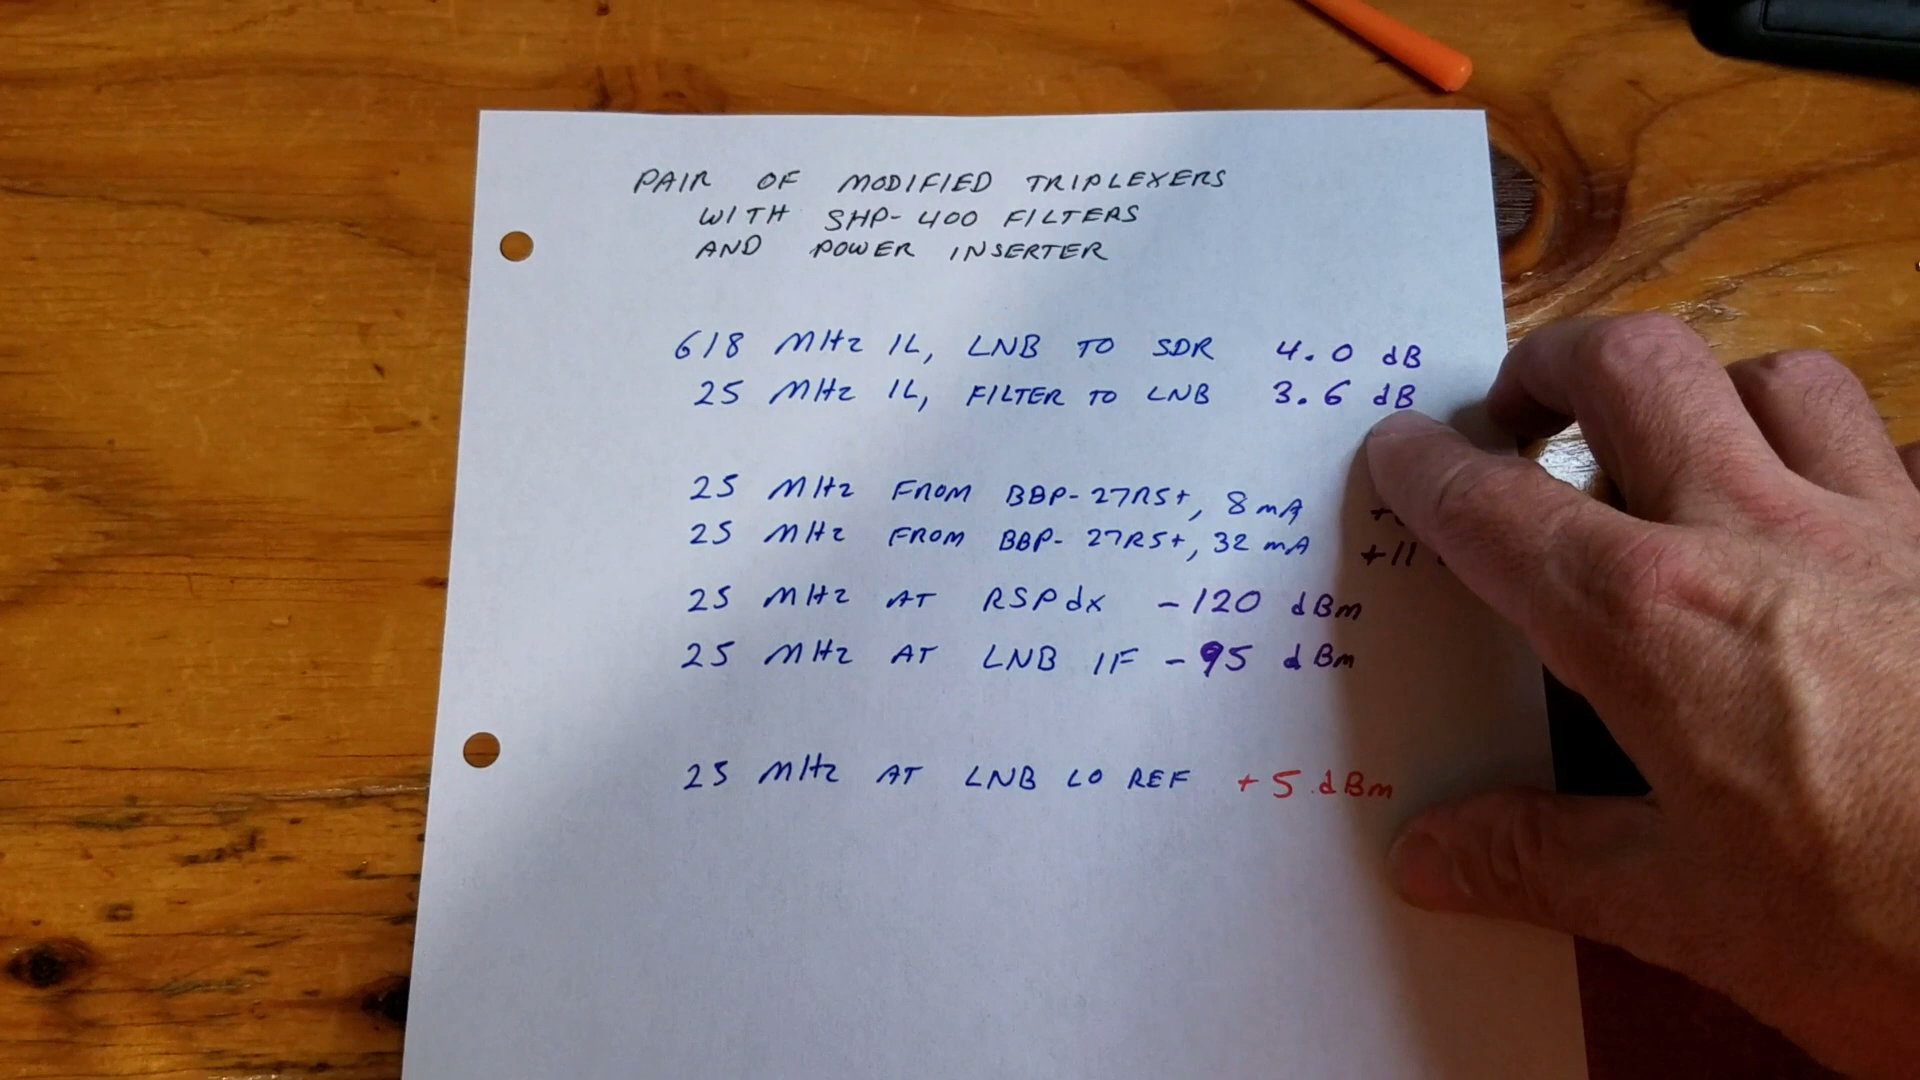 PAIR OF MODIFIED TRIPLEXERS
WITH SHP-400 FILTERS
AND POWER INSERTER
618 MHz IL, LNB TO SDR 4.0 dB
25 MHz IL, FILTER TO LNB 3.6 dB
25 MHz FROM BBP-27RS+, 8 mA
25 MHz FROM BBP-27RS+, 32 mA +11
25 MHz AT RSPdx -120 dBm
25 MHz AT LNB IF -95 dBm
25 MHz AT LNB LO REF +5 dBm